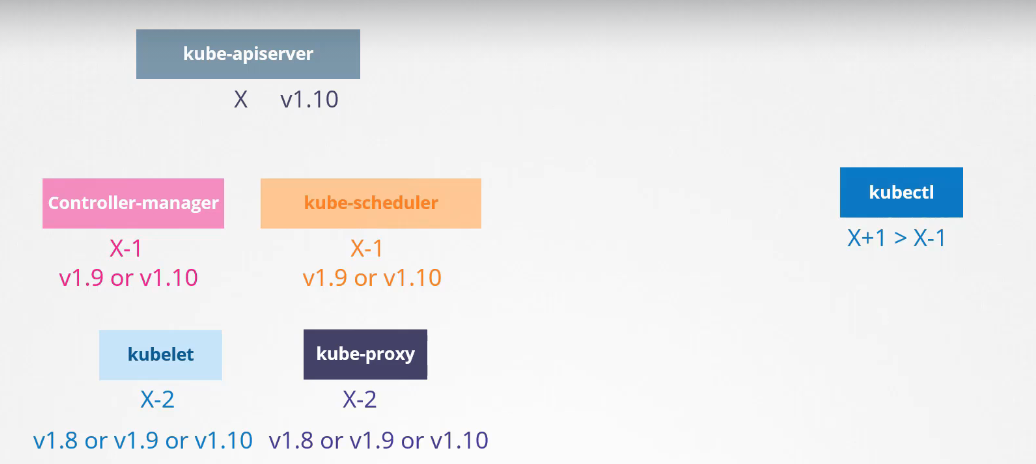 kube-apiserver
X v1.10
Controller-manager
X-1
v1.9 or v1.10
kube-scheduler
X-1
v1.9 or v1.10
kubectl
X+1 > X-1
kubelet
X-2
v1.8 or v1.9 or v1.10
kube-proxy
X-2
v1.8 or v1.9 or v1.10